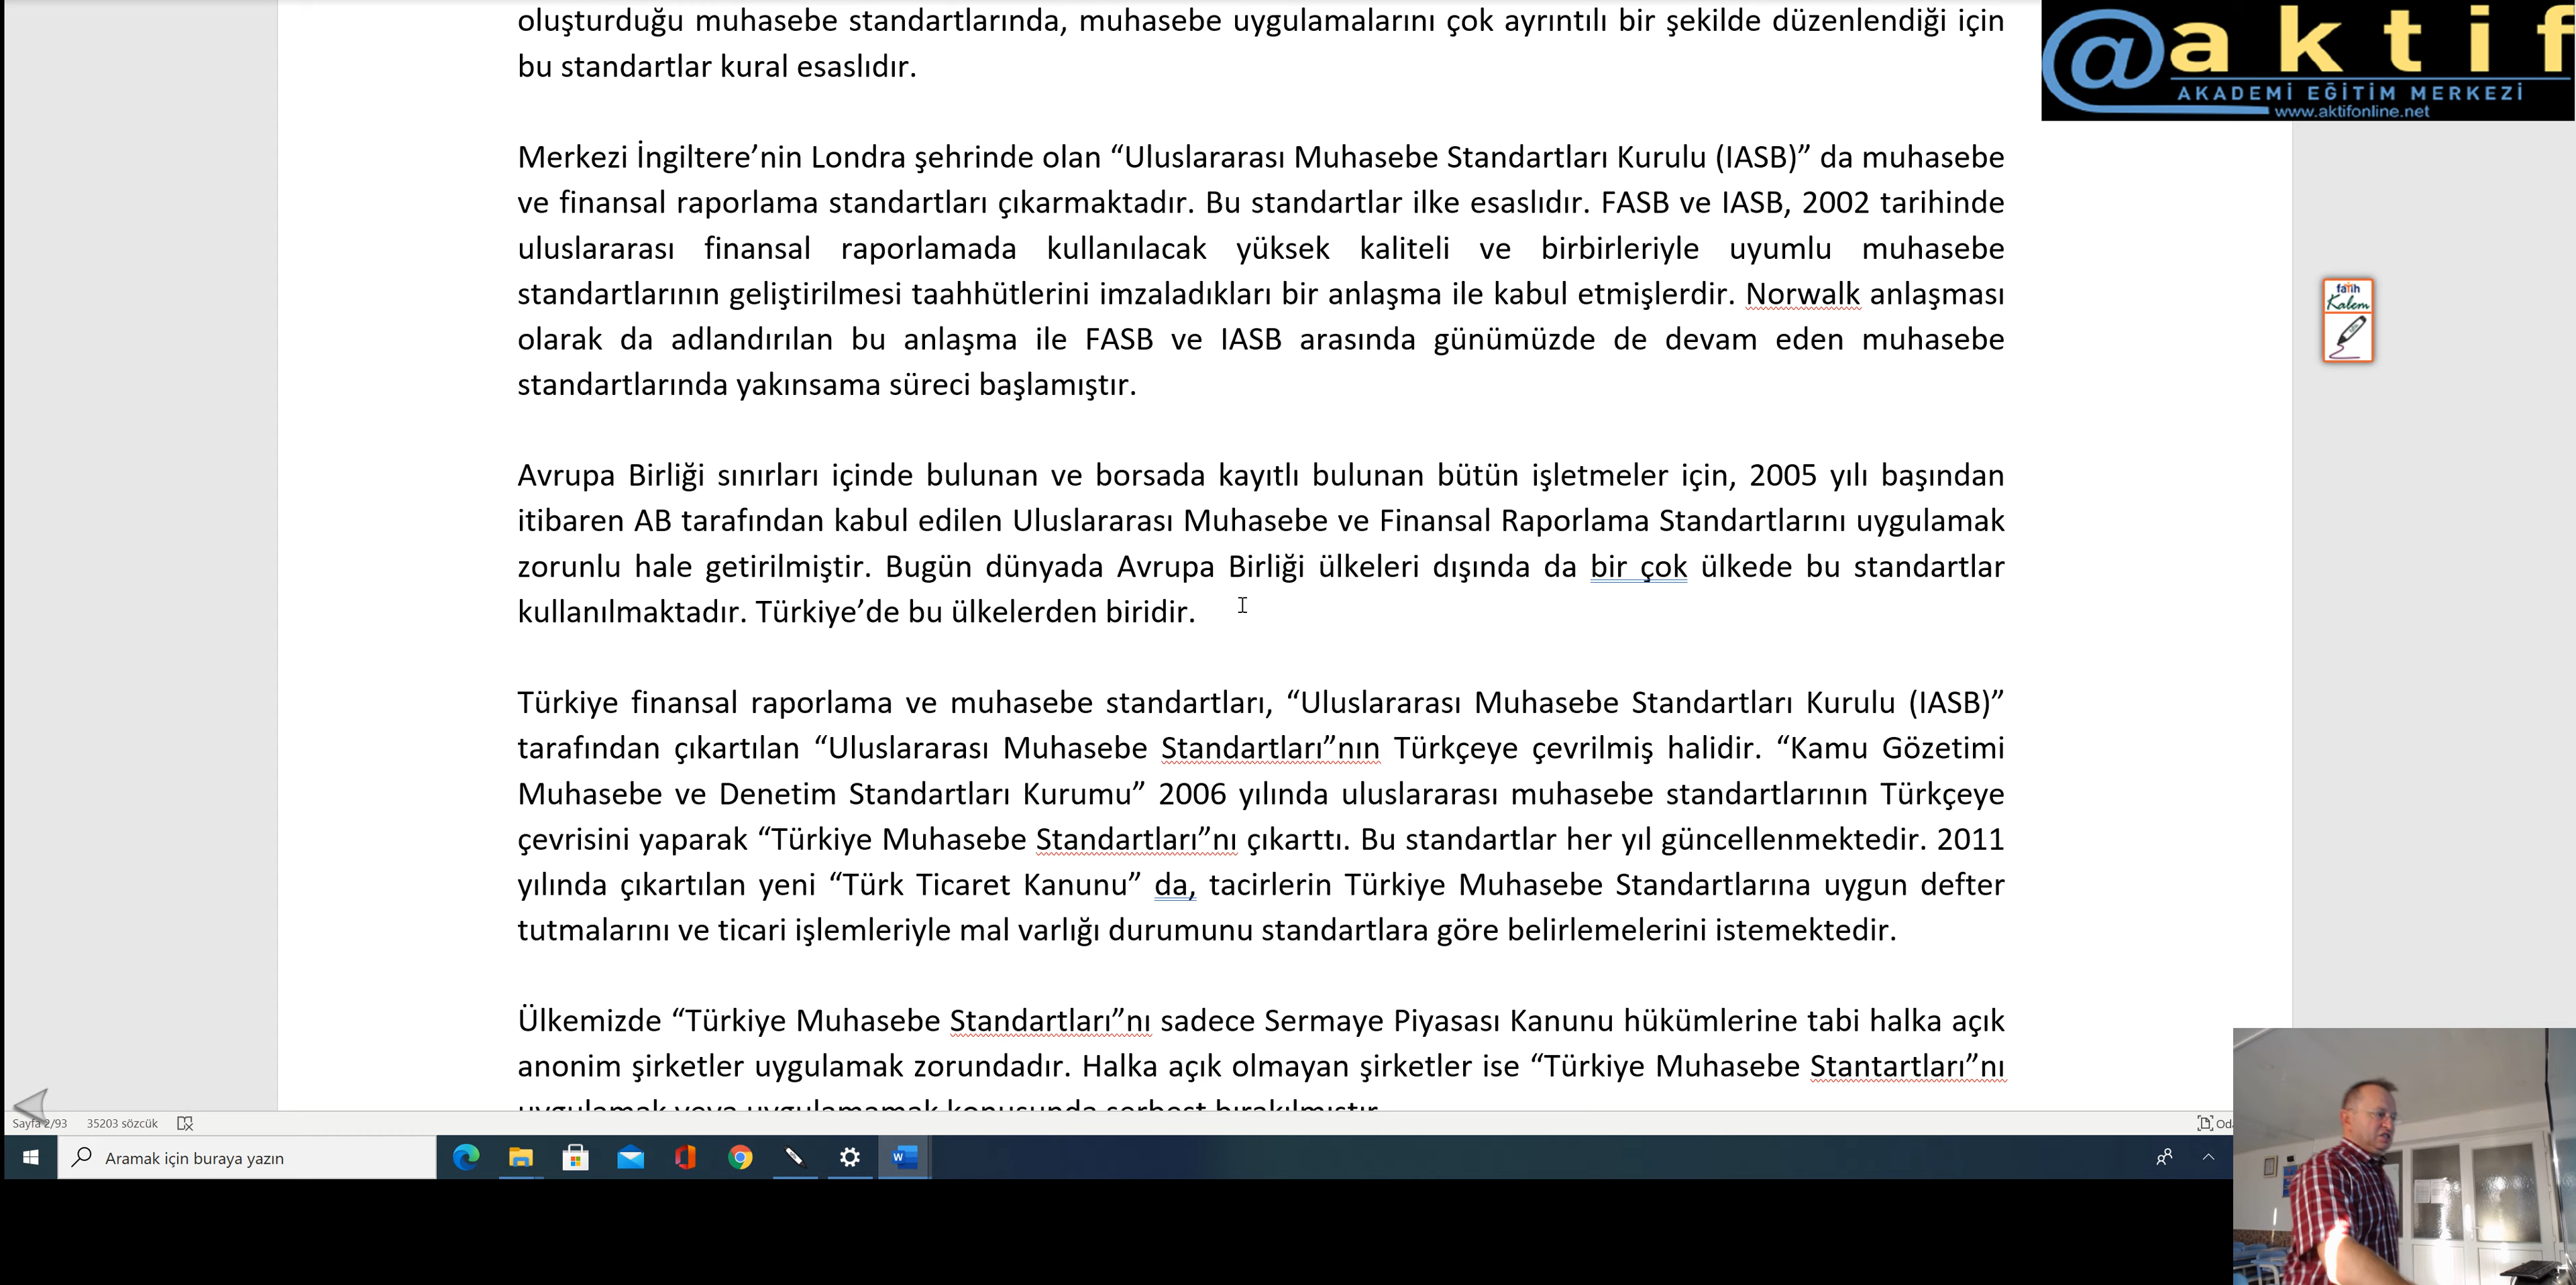 oluşturduğu muhasebe standartlarında, muhasebe uygulamalarını çok ayrıntılı bir şekilde düzenlendiği için
bu standartlar kural esaslıdır.
@aktif
AKADEMİ EĞİTİM MERKEZİ
www.aktifonline.net
Merkezi İngiltere’nin Londra şehrinde olan “Uluslararası Muhasebe Standartları Kurulu (IASB)” da muhasebe
ve finansal raporlama standartları çıkarmaktadır. Bu standartlar ilke esaslıdır. FASB ve IASB, 2002 tarihinde
uluslararası finansal raporlamada kullanılacak yüksek kaliteli ve birbirleriyle uyumlu muhasebe
standartlarının geliştirilmesi taahhütlerini imzaladıkları bir anlaşma ile kabul etmişlerdir. Norwalk anlaşması
olarak da adlandırılan bu anlaşma ile FASB ve IASB arasında günümüzde de devam eden muhasebe
standartlarında yakınsama süreci başlamıştır.
fatih
Kalem
Avrupa Birliği sınırları içinde bulunan ve borsada kayıtlı bulunan bütün işletmeler için, 2005 yılı başından
itibaren AB tarafından kabul edilen Uluslararası Muhasebe ve Finansal Raporlama Standartlarını uygulamak
zorunlu hale getirilmiştir. Bugün dünyada Avrupa Birliği ülkeleri dışında da bir çok ülkede bu standartlar
kullanılmaktadır. Türkiye’de bu ülkelerden biridir.
Türkiye finansal raporlama ve muhasebe standartları, “Uluslararası Muhasebe Standartları Kurulu (IASB)”
tarafından çıkartılan “Uluslararası Muhasebe Standartları”nın Türkçeye çevrilmiş halidir. “Kamu Gözetimi
Muhasebe ve Denetim Standartları Kurumu” 2006 yılında uluslararası muhasebe standartlarının Türkçeye
çevrisini yaparak “Türkiye Muhasebe Standartları”nı çıkarttı. Bu standartlar her yıl güncellenmektedir. 2011
yılında çıkartılan yeni “Türk Ticaret Kanunu” da, tacirlerin Türkiye Muhasebe Standartlarına uygun defter
tutmalarını ve ticari işlemleriyle mal varlığı durumunu standartlara göre belirlemelerini istemektedir.
Ülkemizde “Türkiye Muhasebe Standartları”nı sadece Sermaye Piyasası Kanunu hükümlerine tabi halka açık
anonim şirketler uygulamak zorundadır. Halka açık olmayan şirketler ise “Türkiye Muhasebe Stantartları”nı
uygulamak veya uygulamamak konusunda serbest bırakılmıştır.
Sayfa 2/93 35203 sözcük
Aramak için buraya yazın